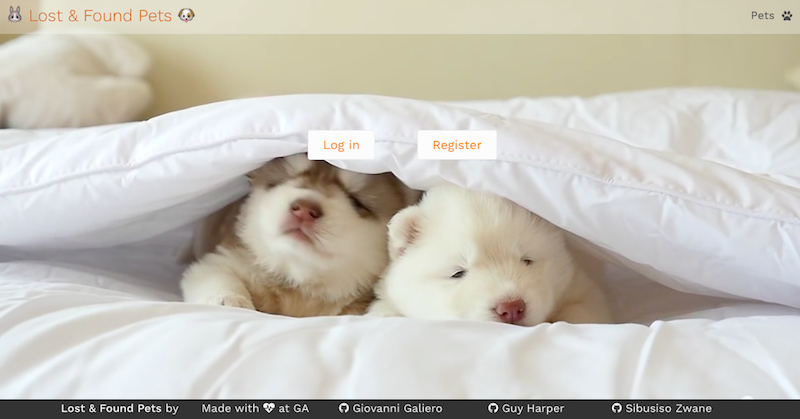 Lost & Found Pets
Pets
Log in
Register
Lost & Found Pets by
Made with at GA
Giovanni Galiero
Guy Harper
Sibusiso Zwane